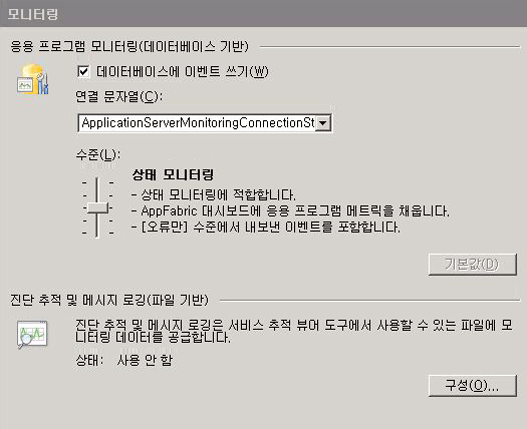 모니터링
응용 프로그램 모니터링(데이터베이스 기반)
데이터베이스에 이벤트 쓰기(W)
연결 문자열(C):
ApplicationServerMonitoringConnectionSt
수준(L):
상태 모니터링
- 상태 모니터링에 적합합니다.
- AppFabric 대시보드에 응용 프로그램 메트릭을 채웁니다.
- [오류만] 수준에서 내보낸 이벤트를 포함합니다.
기본값(D)
진단 추적 및 메시지 로깅(파일 기반)
진단 추적 및 메시지 로깅은 서비스 추적 뷰어 도구에서 사용할 수 있는 파일에 모
니터링 데이터를 공급합니다.
상태: 사용 안 함
구성(O)...